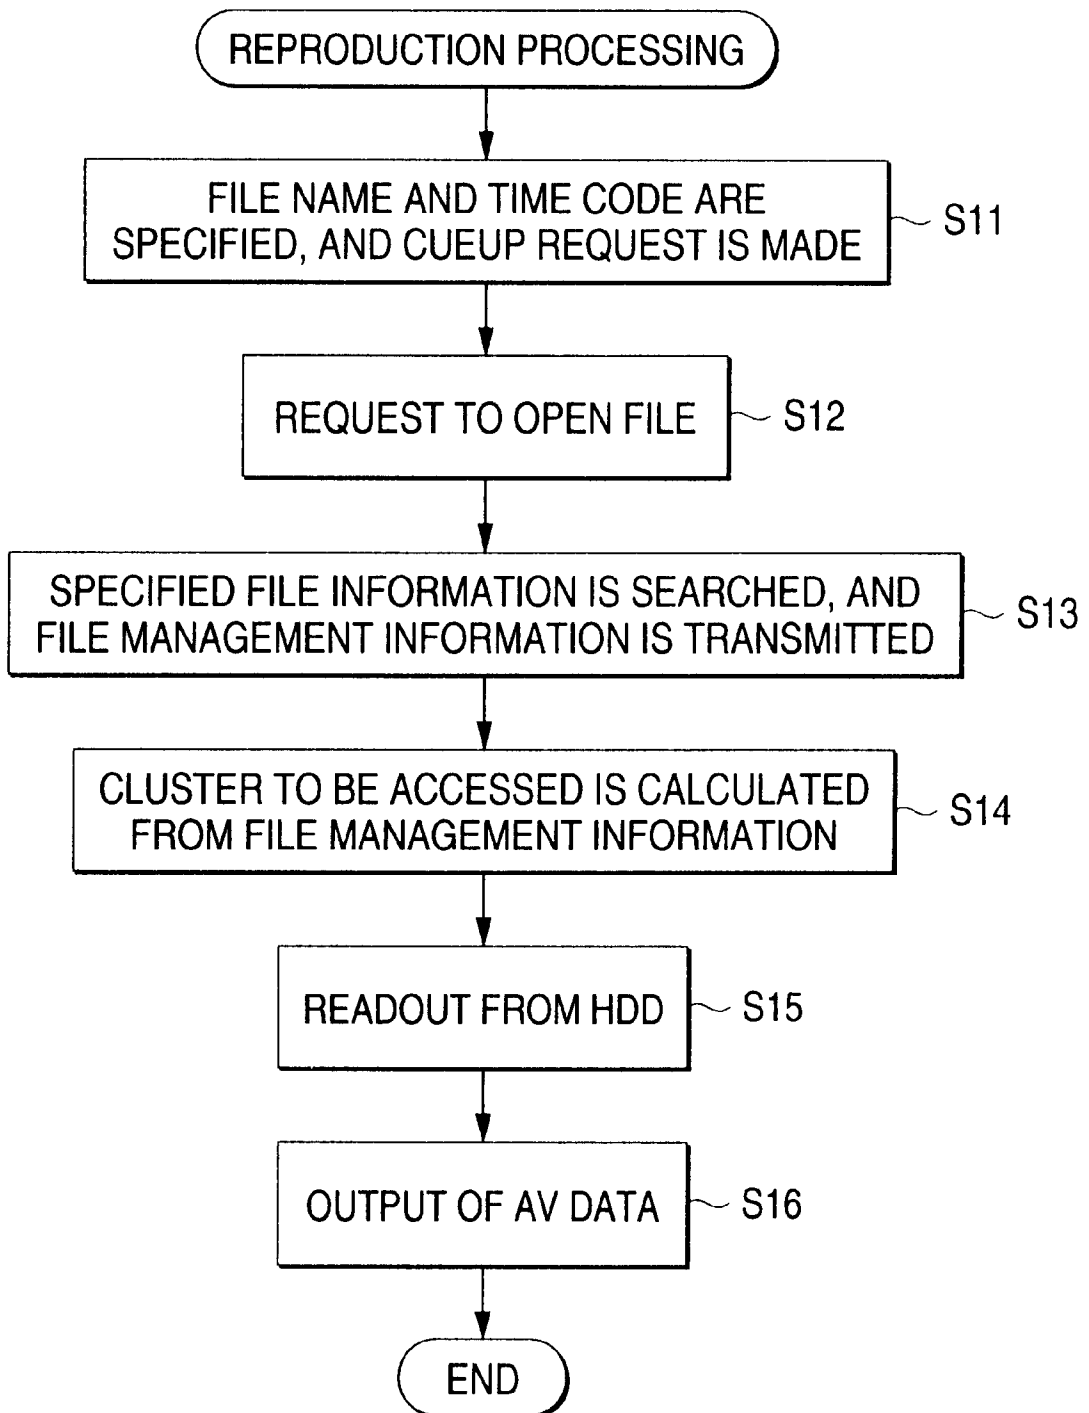 REPRODUCTION PROCESSING
FILE NAME AND TIME CODE ARE
SPECIFIED, AND CUEUP REQUEST IS MADE
S11
REQUEST TO OPEN FILE
S12
SPECIFIED FILE INFORMATION IS SEARCHED, AND
FILE MANAGEMENT INFORMATION IS TRANSMITTED
S13
CLUSTER TO BE ACCESSED IS CALCULATED
FROM FILE MANAGEMENT INFORMATION
S14
READOUT FROM HDD
S15
OUTPUT OF AV DATA
S16
END